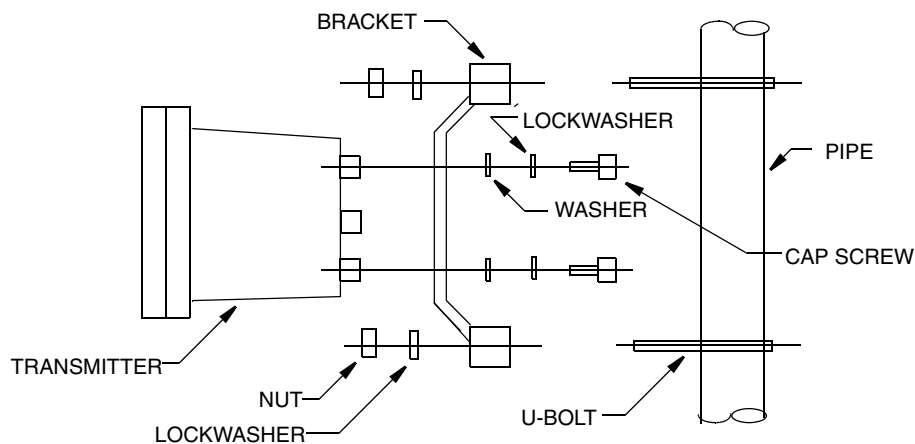 BRACKET
LOCKWASHER
PIPE
WASHER
CAP SCREW
TRANSMITTER
NUT
U-BOLT
LOCKWASHER